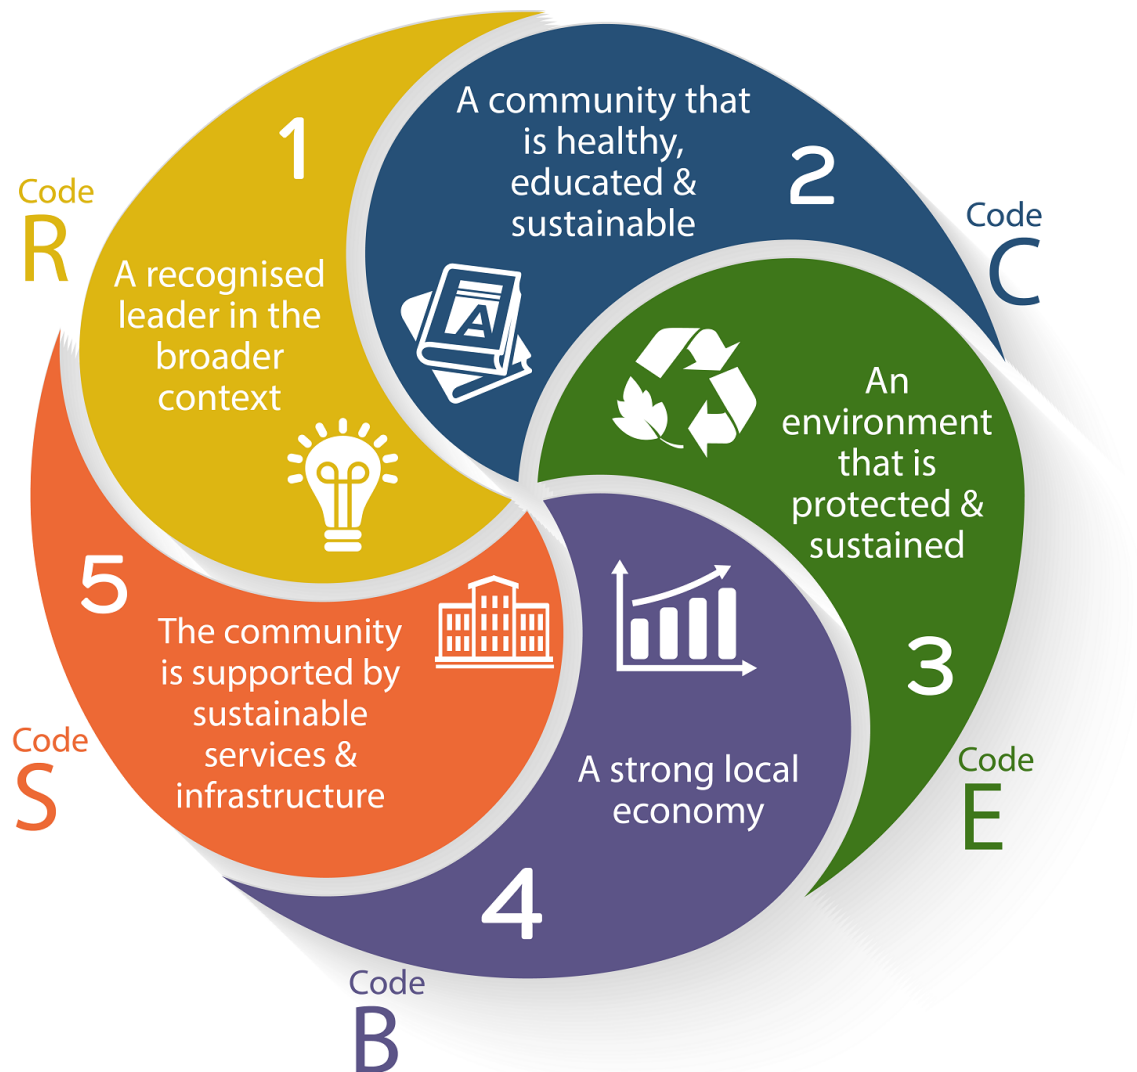 1
Code
R
A recognised
leader in the
broader
context
A community that
is healthy,
educated &
sustainable
2
Code
C
A
An
environment
that is
protected &
sustained
3
Code
E
A strong local
economy
4
Code
B
5
The community
is supported by
sustainable
services &
infrastructure
Code
S